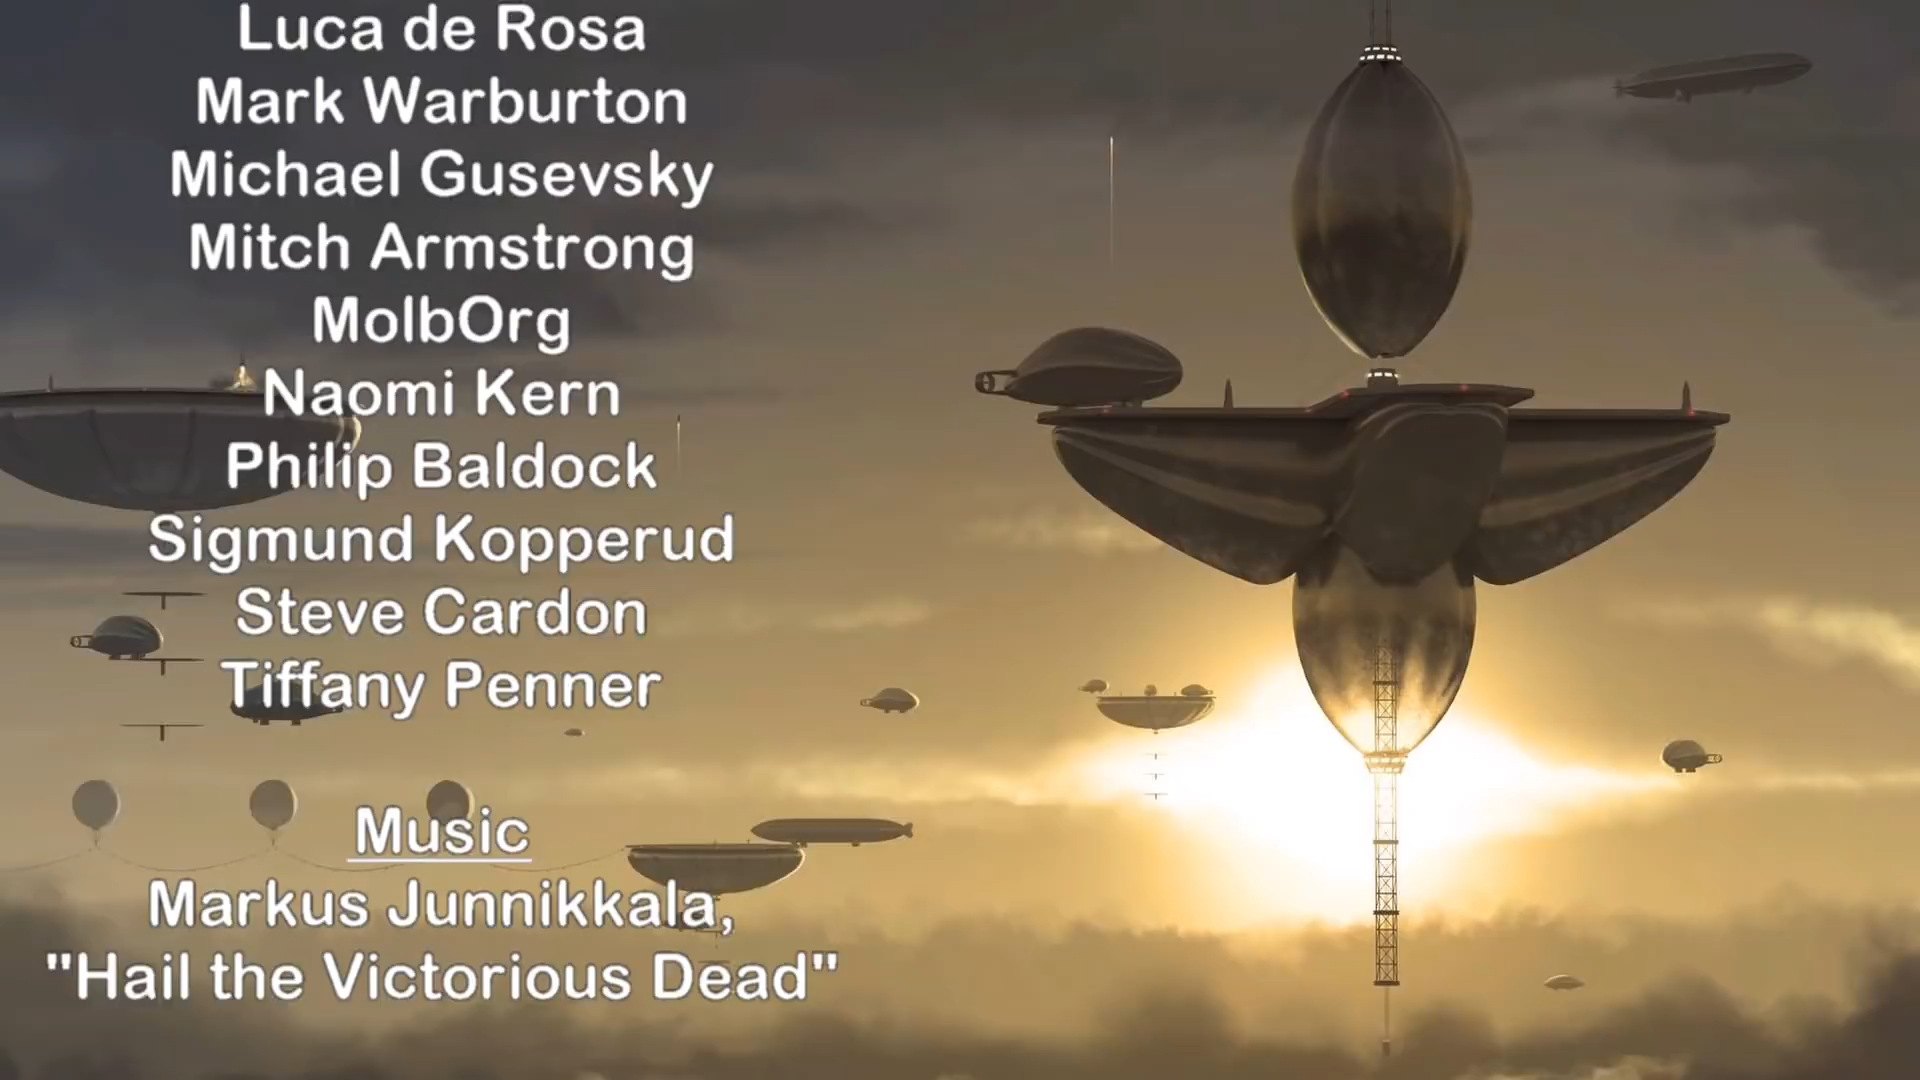 Luca de Rosa
Mark Warburton
Michael Gusevsky
Mitch Armstrong
MolbOrg
Naomi Kern
Philip Baldock
Sigmund Kopperud
Steve Cardon
Tiffany Penner
Music
Markus Junnikkala,
"Hail the Victorious Dead"